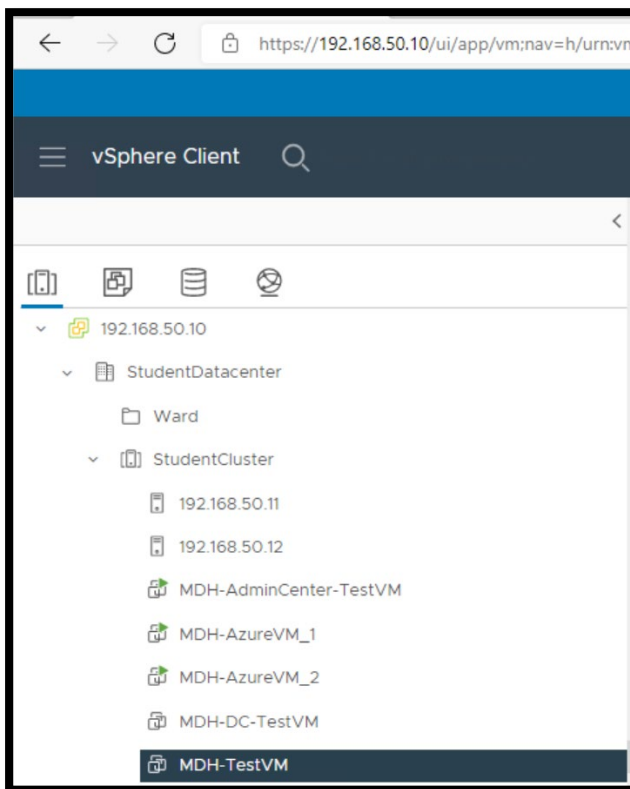 https://192.168.50.10/ui/app/vm;nav=h/urn:vn
vSphere Client
192.168.50.10
StudentDatacenter
Ward
StudentCluster
192.168.50.11
192.168.50.12
MDH-AdminCenter-TestVM
MDH-AzureVM_1
MDH-AzureVM_2
MDH-DC-TestVM
MDH-TestVM